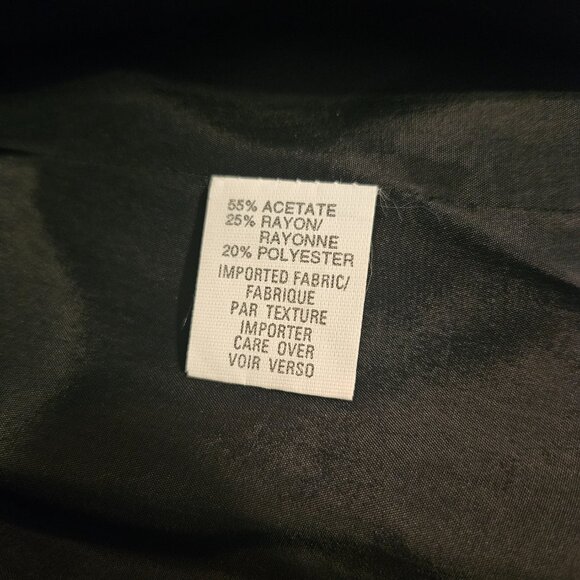 55% ACETATE
25% RAYON/
RAYONNE
20% POLYESTER
IMPORTED FABRIC/
FABRIQUE
PAR TEXTURE
IMPORTER
CARE OVER
VOIR VERSO